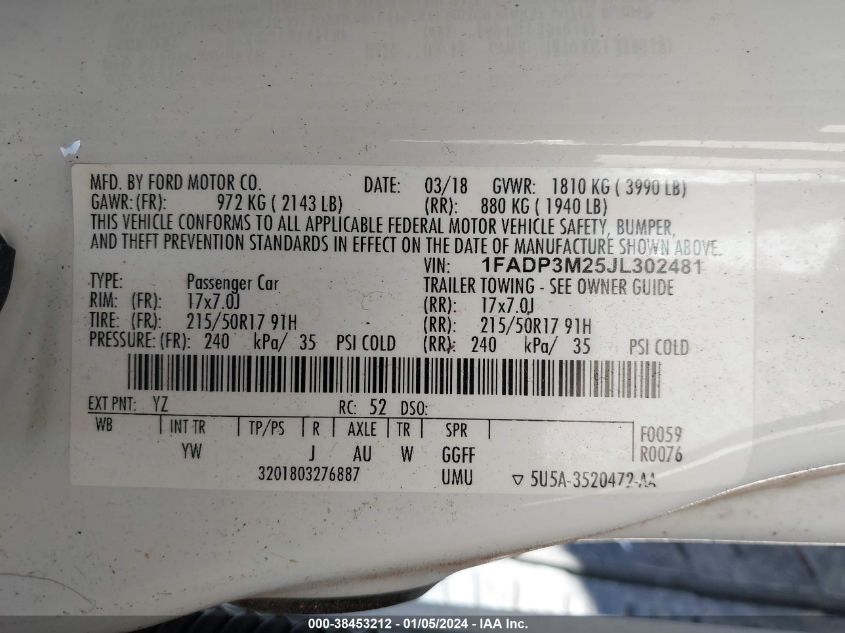 MFD. BY FORD MOTOR CO. DATE: 03/18 GVWR: 1810 KG ( 3990 LB)
GAWR: (FR): 972 KG ( 2143 LB) (RR): 880 KG ( 1940 LB)
THIS VEHICLE CONFORMS TO ALL APPLICABLE FEDERAL MOTOR VEHICLE SAFETY, BUMPER,
AND THEFT PREVENTION STANDARDS IN EFFECT ON THE DATE OF MANUFACTURE SHOWN ABOVE.
VIN: 1FADP3M25JL302481
TYPE: Passenger Car TRAILER TOWING - SEE OWNER GUIDE
RIM: (FR): 17x7.0J (RR): 17x7.0J
TIRE: (FR): 215/50R17 91H (RR): 215/50R17 91H
PRESSURE: (FR): 240 kPa/ 35 PSI COLD (RR): 240 kPa/ 35 PSI COLD
EXT PNT: YZ RC: 52 DSO:
WB INT TR TP/PS R AXLE TR SPR F0059
YW J AU W GGFF R0076
3201803276887 UMU ▽ 5U5A-3520472-AA
000-38453212 - 01/05/2024 - IAAI.COM